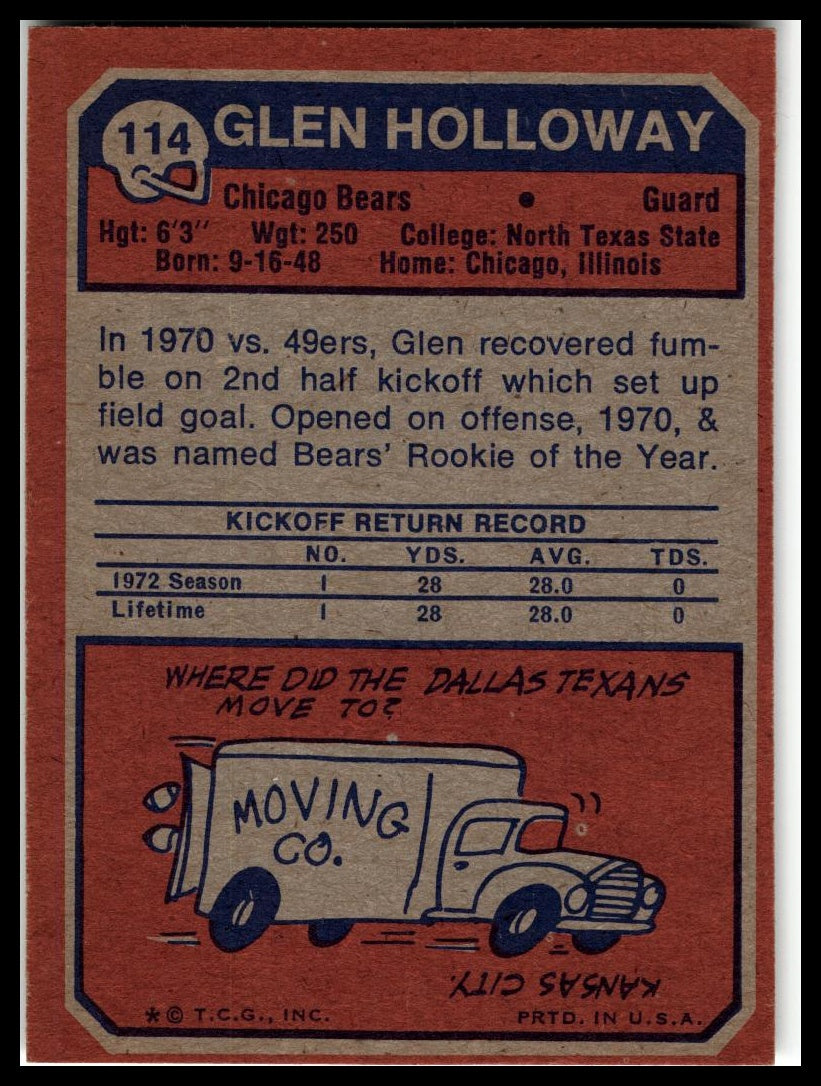 114 GLEN HOLLOWAY
Chicago Bears • Guard
Hgt: 6'3" Wgt: 250 College: North Texas State
Born: 9-16-48 Home: Chicago, Illinois
In 1970 vs. 49ers, Glen recovered fum-
ble on 2nd half kickoff which set up
field goal. Opened on offense, 1970, &
was named Bears' Rookie of the Year.
KICKOFF RETURN RECORD
NO. YDS. AVG. TDS.
1972 Season 1 28 28.0 0
Lifetime 1 28 28.0 0
WHERE DID THE DALLAS TEXANS
MOVE TO?
MOVING
CO.
KANSAS CITY.
* © T.C.G., INC. PRTD. IN U.S.A.